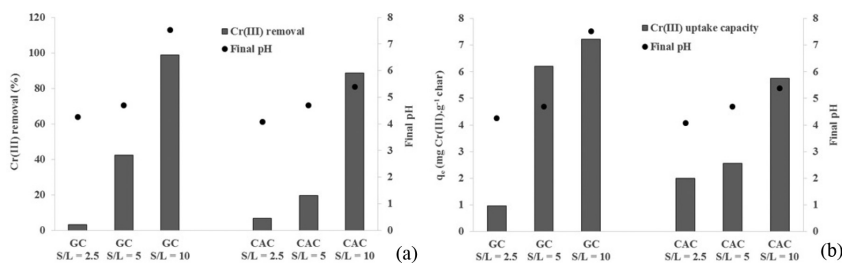 120
100
80
60
40
20
0
Cr(III) removal (%)
8
7
6
5
4
3
2
1
0
Final pH
Cr(III) removal
Final pH
GC GC GC CAC CAC CAC
S/L = 2.5 S/L = 5 S/L = 10 S/L = 2.5 S/L = 5 S/L = 10
(a)
8
7
6
5
4
3
2
1
0
qe (mg Cr(III).g-1 char)
8
7
6
5
4
3
2
1
0
Final pH
Cr(III) uptake capacity
Final pH
GC GC GC CAC CAC CAC
S/L = 2.5 S/L = 5 S/L = 10 S/L = 2.5 S/L = 5 S/L = 10
(b)